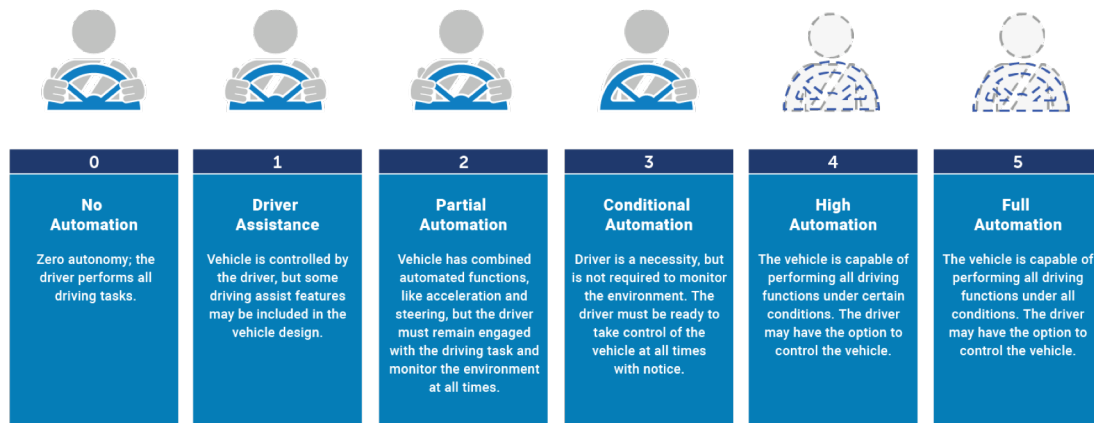 0
No
Automation
Zero autonomy; the
driver performs all
driving tasks.
1
Driver
Assistance
Vehicle is controlled by
the driver, but some
driving assist features
may be included in the
vehicle design.
2
Partial
Automation
Vehicle has combined
automated functions,
like acceleration and
steering, but the driver
must remain engaged
with the driving task and
monitor the environment
at all times.
3
Conditional
Automation
Driver is a necessity, but
is not required to monitor
the environment. The
driver must be ready to
take control of the
vehicle at all times
with notice.
4
High
Automation
The vehicle is capable of
performing all driving
functions under certain
conditions. The driver
may have the option to
control the vehicle.
5
Full
Automation
The vehicle is capable of
performing all driving
functions under all
conditions. The driver
may have the option to
control the vehicle.